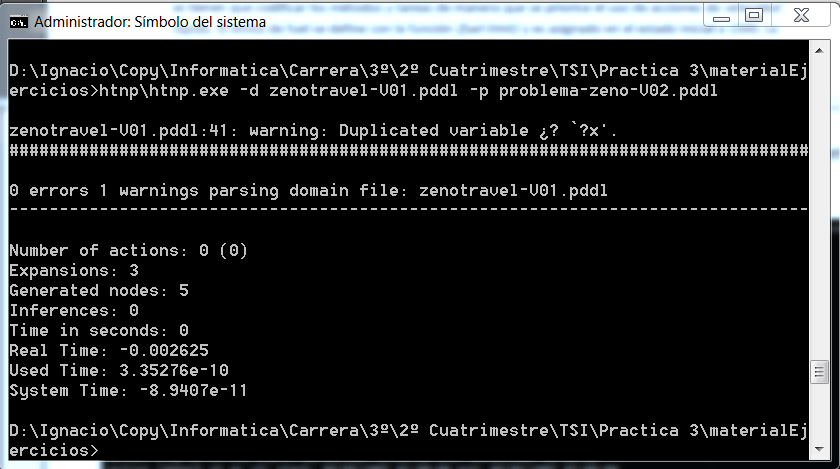 Administrador: Símbolo del sistema
D:\Ignacio\Copy\Informatica\Carrera\3º\2º Cuatrimestre\TSI\Practica 3\materialEj
ercicios>htnp\htnp.exe -d zenotravel-V01.pddl -p problema-zeno-V02.pddl
zenotravel-V01.pddl:41: warning: Duplicated variable ¿? `?x'.
################################################################################
0 errors 1 warnings parsing domain file: zenotravel-V01.pddl
--------------------------------------------------------------------------------
Number of actions: 0 (0)
Expansions: 3
Generated nodes: 5
Inferences: 0
Time in seconds: 0
Real Time: -0.002625
Used Time: 3.35276e-10
System Time: -8.9407e-11
D:\Ignacio\Copy\Informatica\Carrera\3º\2º Cuatrimestre\TSI\Practica 3\materialEj
ercicios>